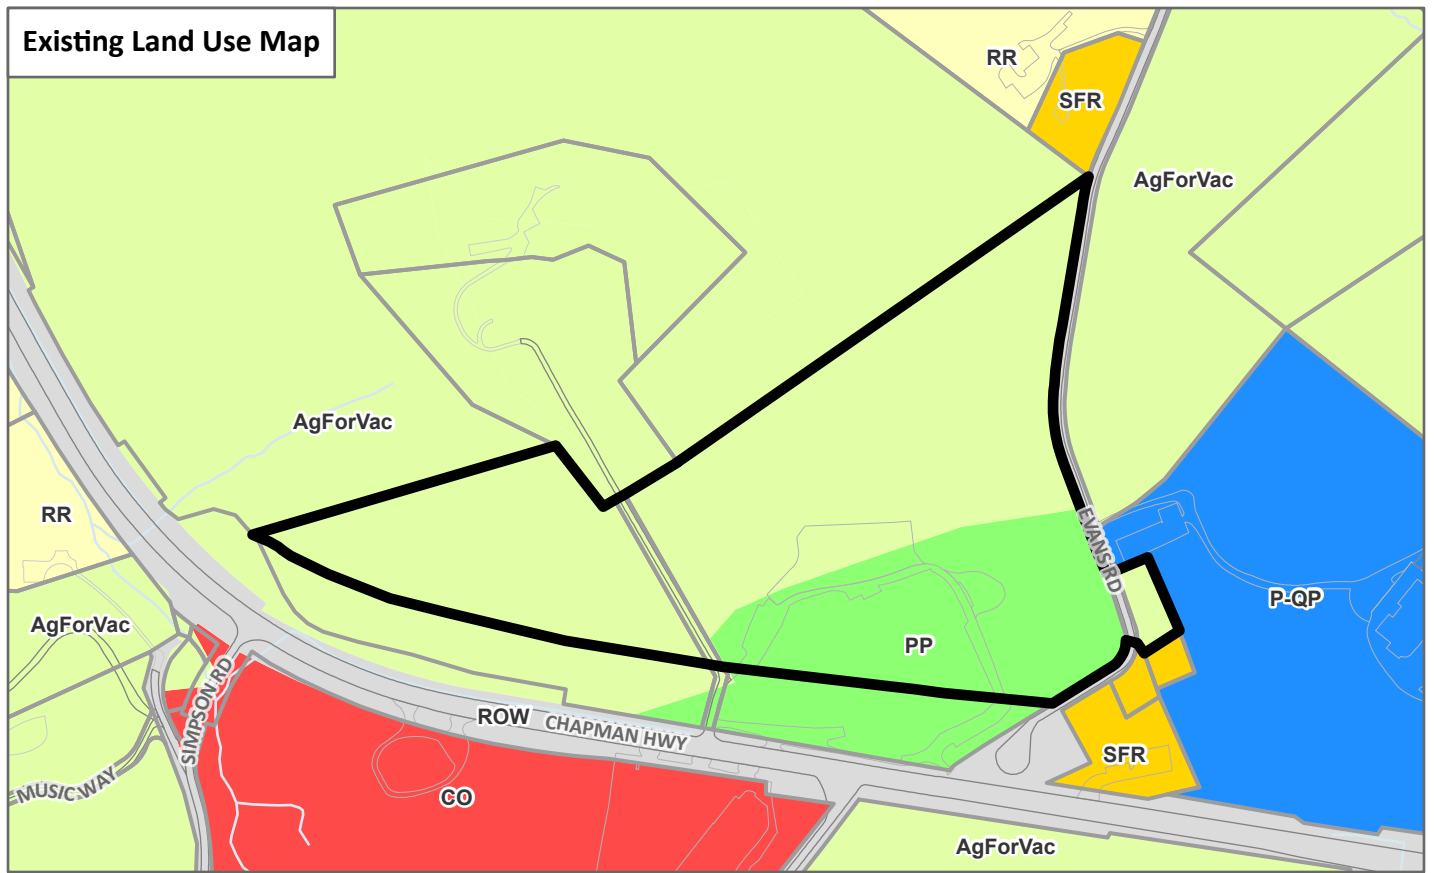 Existing Land Use Map
RR
SFR
AgForVac
AgForVac
RR
EVANS RD
P-QP
AgForVac
PP
SIMPSON RD
ROW
CHAPMAN HWY
SFR
MUSIC WAY
CO
AgForVac